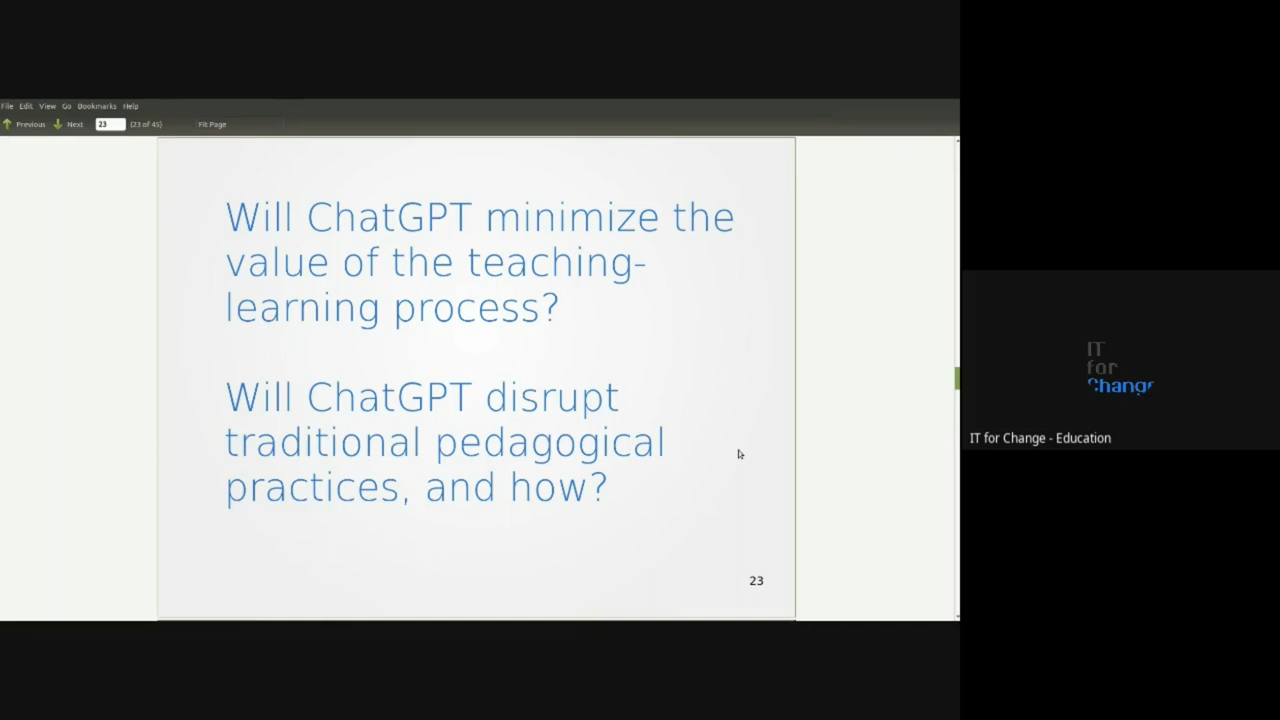 File Edit View Go Bookmarks Help
Previous Next 23 (23 of 45) Fit Page
Will ChatGPT minimize the
value of the teaching-
learning process?
Will ChatGPT disrupt
traditional pedagogical
practices, and how?
23
IT
for
Change
IT for Change - Education